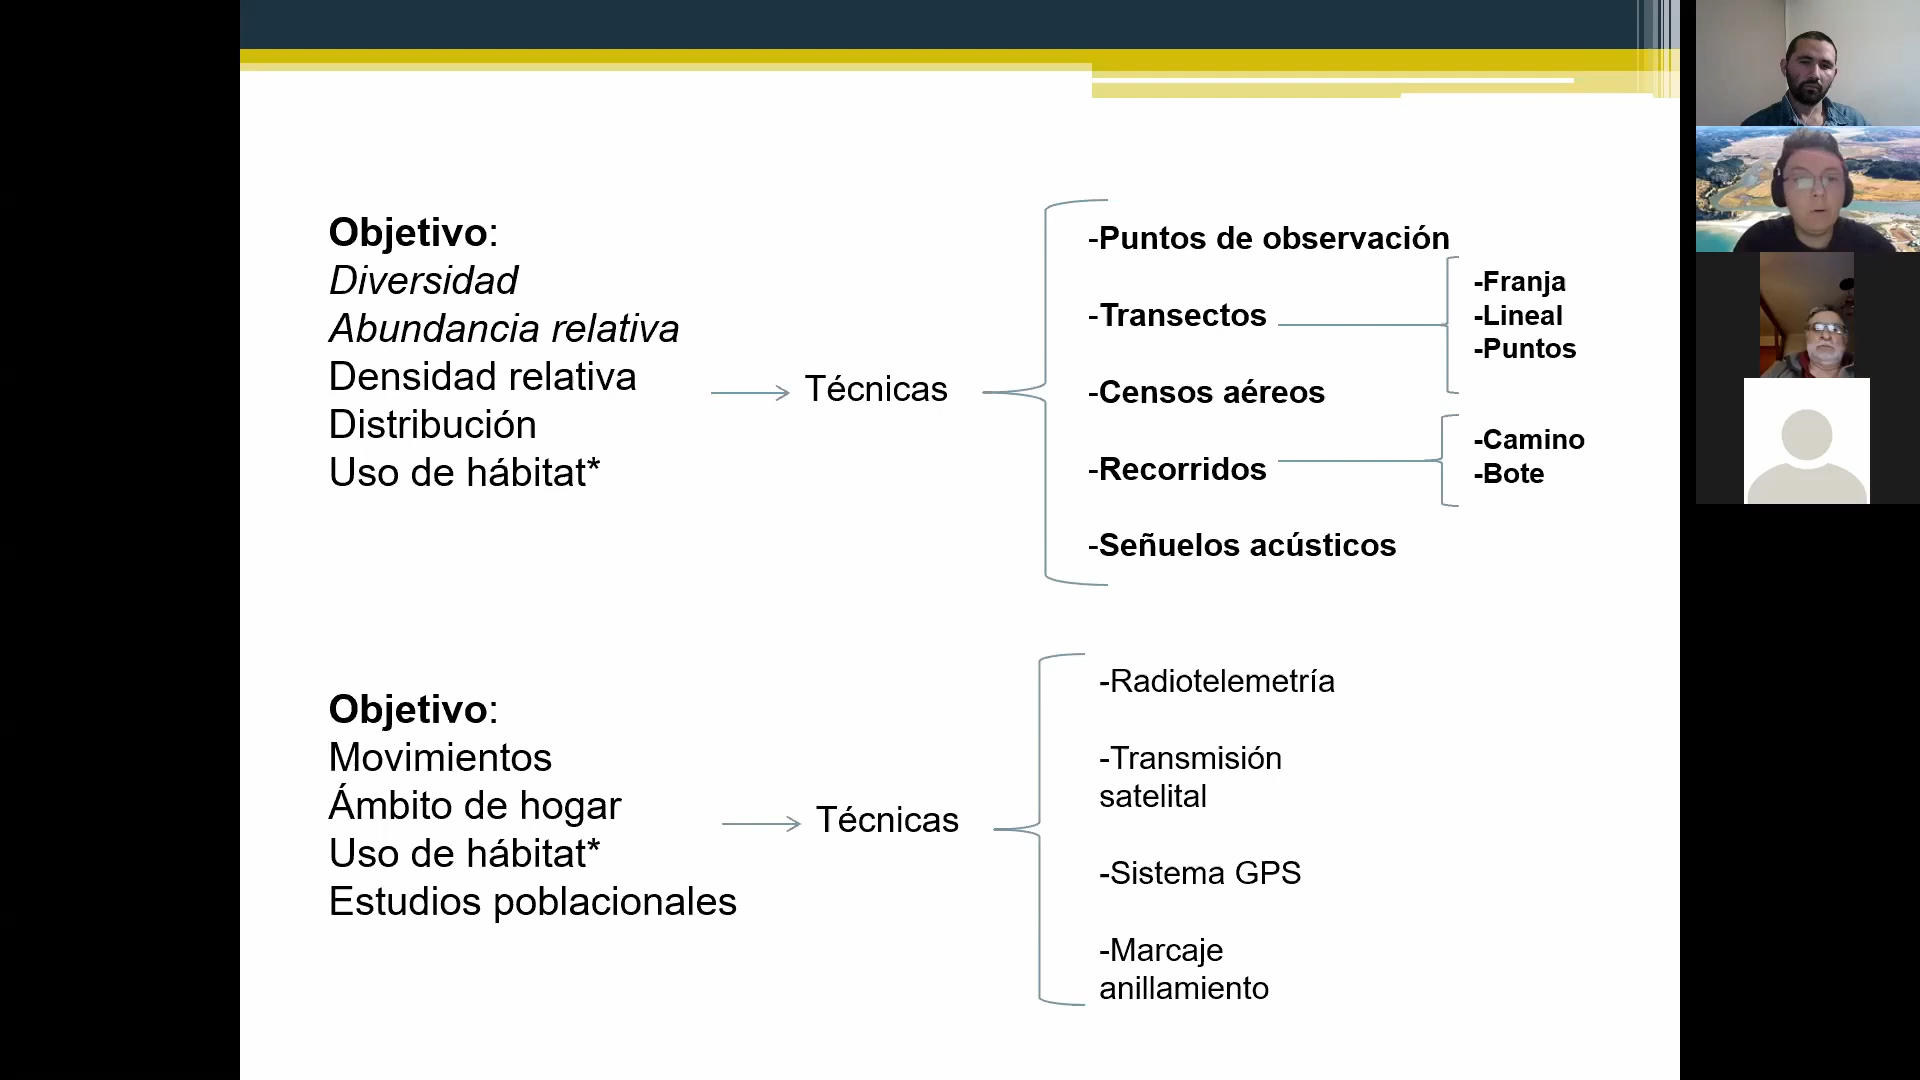 Objetivo:
Diversidad
Abundancia relativa
Densidad relativa
Distribución
Uso de hábitat*
Técnicas
-Puntos de observación
-Transectos
-Franja
-Lineal
-Puntos
-Censos aéreos
-Recorridos
-Camino
-Bote
-Señuelos acústicos
Objetivo:
Movimientos
Ámbito de hogar
Uso de hábitat*
Estudios poblacionales
Técnicas
-Radiotelemetría
-Transmisión
satelital
-Sistema GPS
-Marcaje
anillamiento